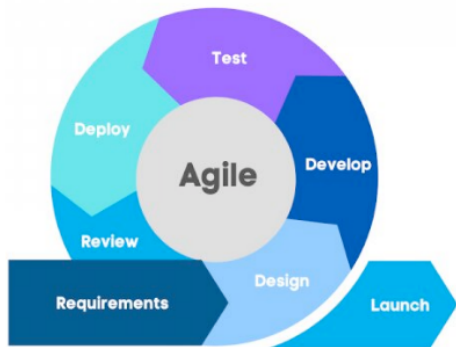 Test
Deploy
Develop
Agile
Review
Design
Requirements
Launch